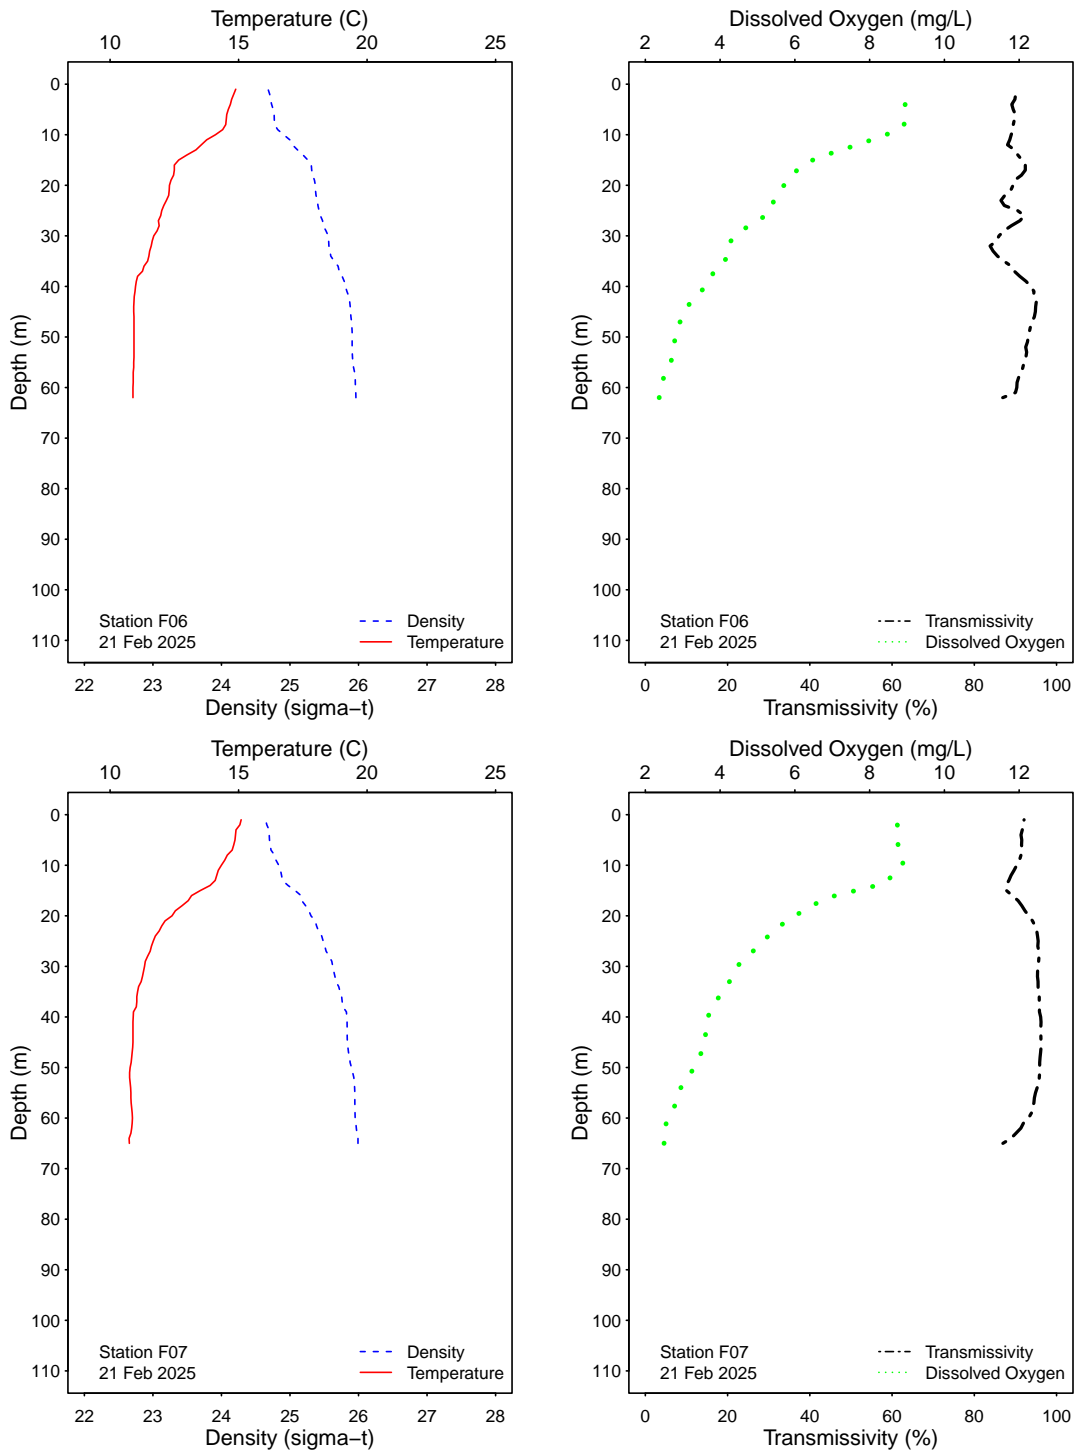 Temperature (C)
10 15 20 25
0
10
20
30
40
50
60
70
80
90
100
110
Depth (m)
Station F06
21 Feb 2025
Density
Temperature
22 23 24 25 26 27 28
Density (sigma−t)
Dissolved Oxygen (mg/L)
2 4 6 8 10 12
0
10
20
30
40
50
60
70
80
90
100
110
Depth (m)
Station F06
21 Feb 2025
Transmissivity
Dissolved Oxygen
0 20 40 60 80 100
Transmissivity (%)
Temperature (C)
10 15 20 25
0
10
20
30
40
50
60
70
80
90
100
110
Depth (m)
Station F07
21 Feb 2025
Density
Temperature
22 23 24 25 26 27 28
Density (sigma−t)
Dissolved Oxygen (mg/L)
2 4 6 8 10 12
0
10
20
30
40
50
60
70
80
90
100
110
Depth (m)
Station F07
21 Feb 2025
Transmissivity
Dissolved Oxygen
0 20 40 60 80 100
Transmissivity (%)